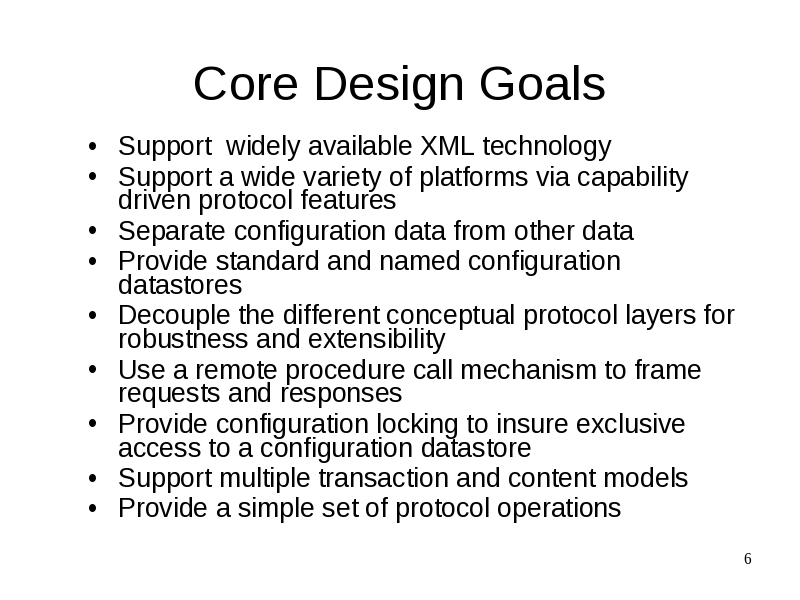 Core Design Goals
• Support  widely available XML technology
• Support a wide variety of platforms via capability
driven protocol features
• Separate configuration data from other data
• Provide standard and named configuration
datastores
• Decouple the different conceptual protocol layers for
robustness and extensibility
• Use a remote procedure call mechanism to frame
requests and responses
• Provide configuration locking to insure exclusive
access to a configuration datastore
• Support multiple transaction and content models
• Provide a simple set of protocol operations
6